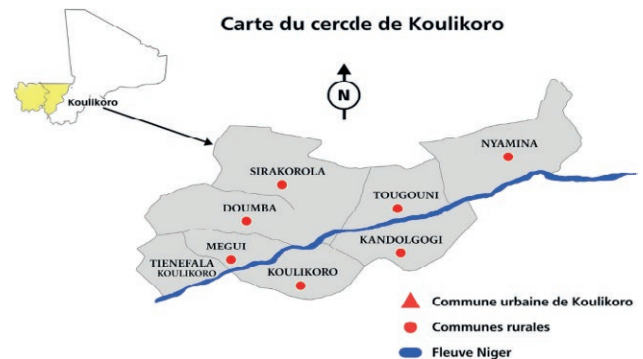 Carte du cercde de Koulikoro
Koulikoro
N
NYAMINA
SIRAKOROLA
TOUGOUNI
DOUMBA
KANDOLGOGI
MEGUI
TIENEFALA
KOULIKORO
KOULIKORO
Commune urbaine de Koulikoro
Communes rurales
Fleuve Niger